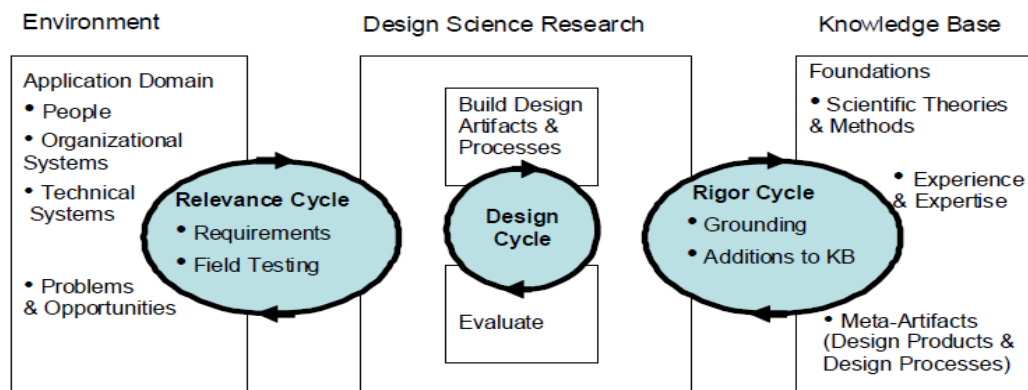 Environment
Design Science Research
Knowledge Base
Application Domain
• People
• Organizational
Systems
• Technical
Systems
• Problems
& Opportunities
Relevance Cycle
• Requirements
• Field Testing
Build Design
Artifacts &
Processes
Design
Cycle
Evaluate
Rigor Cycle
• Grounding
• Additions to KB
Foundations
• Scientific Theories
& Methods
• Experience
& Expertise
• Meta-Artifacts
(Design Products &
Design Processes)